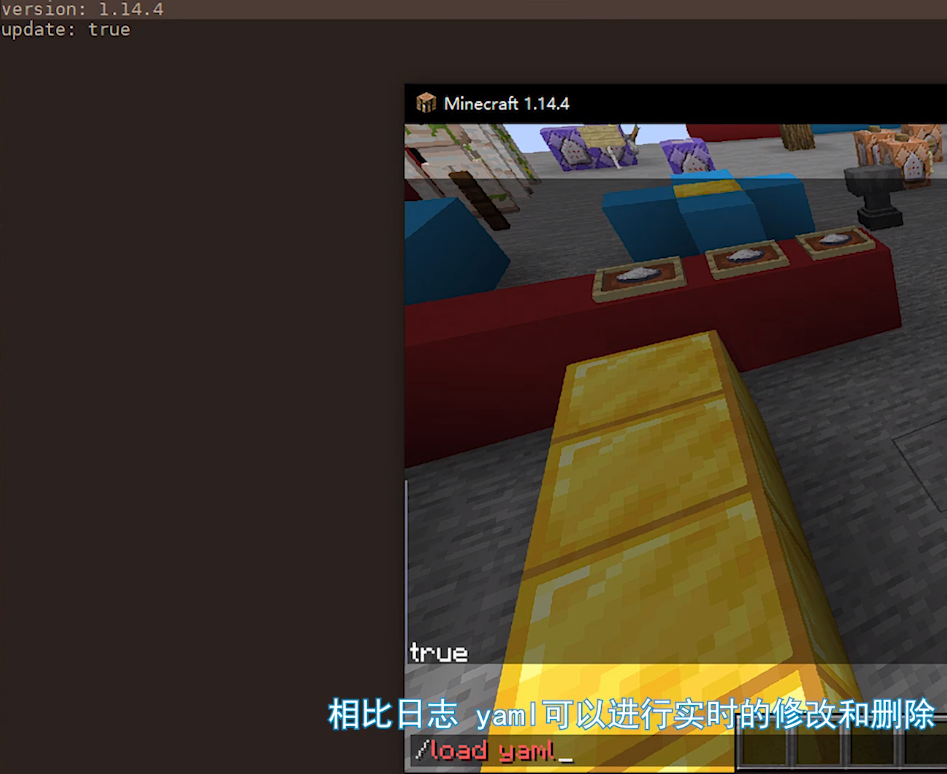 version: 1.14.4
update: true
Minecraft 1.14.4
true
相比日志 yaml可以进行实时的修改和删除
/load yaml_